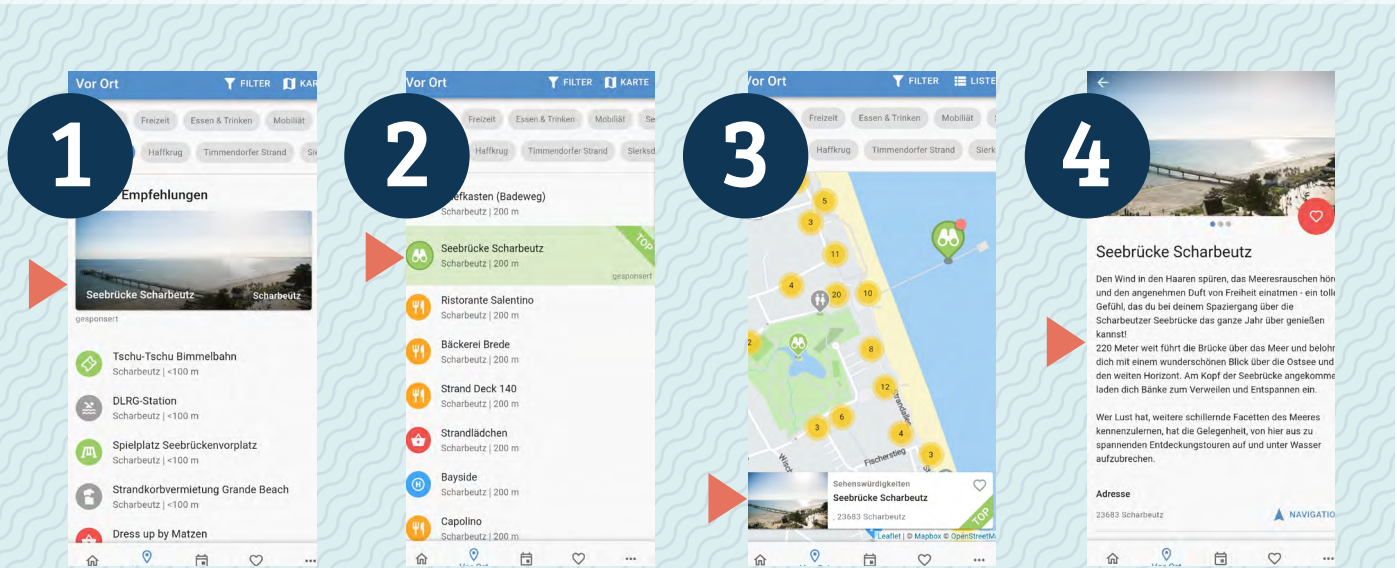 1
Vor Ort
FILTER
Freizeit
Essen & Trinken
Mobiliät
Haffkrug
Timmendorfer Strand
Empfehlungen
Seebrücke Scharbeutz
Scharbeutz
gesponsert
Tschu-Tschu Bimmelbahn
Scharbeutz | <100 m
DLRG-Station
Scharbeutz | <100 m
Spielplatz Seebrückenvorplatz
Scharbeutz | <100 m
Strandkorbvermietung Grande Beach
Scharbeutz | <100 m
Dress up by Matzen
2
Vor Ort
FILTER
KARTE
Freizeit
Essen & Trinken
Mobiliät
Haffkrug
Timmendorfer Strand
(Badeweg)
Scharbeutz | 200 m
Seebrücke Scharbeutz
Scharbeutz | 200 m
TOP
gesponsert
Ristorante Salentino
Scharbeutz | 200 m
Bäckerei Brede
Scharbeutz | 200 m
Strand Deck 140
Scharbeutz | 200 m
Strandlädchen
Scharbeutz | 200 m
H
Bayside
Scharbeutz | 200 m
Capolino
Scharbeutz | 200 m
Vor Ort
3
Vor Ort
FILTER
LISTE
Freizeit
Essen & Trinken
Mobiliät
Haffkrug
Timmendorfer Strand
5
3
11
4
20
10
2
8
12
6
3
4
3
Fischerstieg
Sehenswürdigkeiten
Seebrücke Scharbeutz
, 23683 Scharbeutz
TOP
Leaflet | © Mapbox © OpenStreetM
4
Seebrücke Scharbeutz
Den Wind in den Haaren spüren, das Meeresrauschen höre
und den angenehmen Duft von Freiheit einatmen - ein tolle
Gefühl, das du bei deinem Spaziergang über die
Scharbeutzer Seebrücke das ganze Jahr über genießen
kannst!
220 Meter weit führt die Brücke über das Meer und belohn
dich mit einem wunderschönen Blick über die Ostsee und
den weiten Horizont. Am Kopf der Seebrücke angekomme
laden dich Bänke zum Verweilen und Entspannen ein.
Wer Lust hat, weitere schillernde Facetten des Meeres
kennenzulernen, hat die Gelegenheit, von hier aus zu
spannenden Entdeckungstouren auf und unter Wasser
aufzubrechen.
Adresse
23683 Scharbeutz
NAVIGATIO